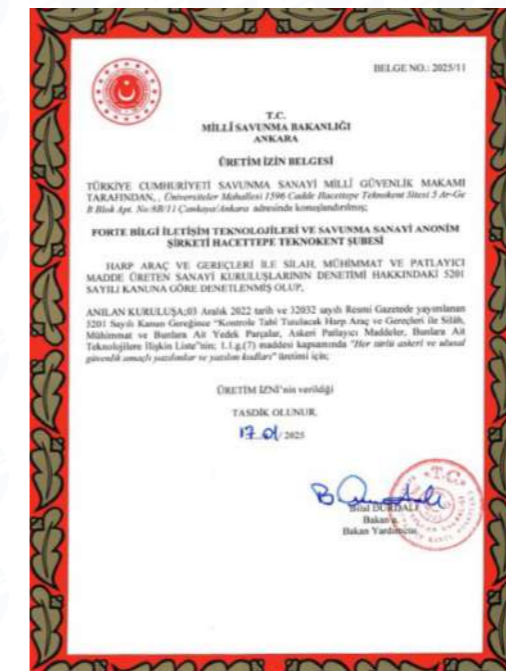 BELGE NO.: 2025/11
T.C.
MİLLÎ SAVUNMA BAKANLIĞI
ANKARA
ÜRETİM İZİN BELGESİ
TÜRKİYE CUMHURİYETİ SAVUNMA SANAYİ MİLLÎ GÜVENLİK MAKAMI
TARAFINDAN, , Üniversiteler Mahallesi 1596 Cadde Hacettepe Teknokent Sitesi 5 Ar-Ge
B Blok Apt. No:8B/11 Çankaya/Ankara adresinde konuşlandırılmış;
FORTE BİLGİ İLETİŞİM TEKNOLOJİLERİ VE SAVUNMA SANAYİ ANONİM
ŞİRKETİ HACETTEPE TEKNOKENT ŞUBESİ
HARP ARAÇ VE GEREÇLERİ İLE SİLAH, MÜHİMMAT VE PATLAYICI
MADDE ÜRETEN SANAYİ KURULUŞLARININ DENETİMİ HAKKINDAKİ 5201
SAYILI KANUNA GÖRE DENETLENMİŞ OLUP,
ANILAN KURULUŞA;03 Aralık 2022 tarih ve 32032 sayılı Resmi Gazetede yayımlanan
5201 Sayılı Kanun Gereğince "Kontrole Tabi Tutulacak Harp Araç ve Gereçleri ile Silâh,
Mühimmat ve Bunlara Ait Yedek Parçalar, Askeri Patlayıcı Maddeler, Bunlara Ait
Teknolojilere İlişkin Liste"nin; 1.1.g.(7) maddesi kapsamında "Her türlü askerî ve ulusal
güvenlik amaçlı yazılımlar ve yazılım kodları" üretimi için;
ÜRETİM İZNİ'nin verildiği
TASDİK OLUNUR.
17.01/2025
Bilal DURDALI
Bakan a.
Bakan Yardımcısı
T.C.